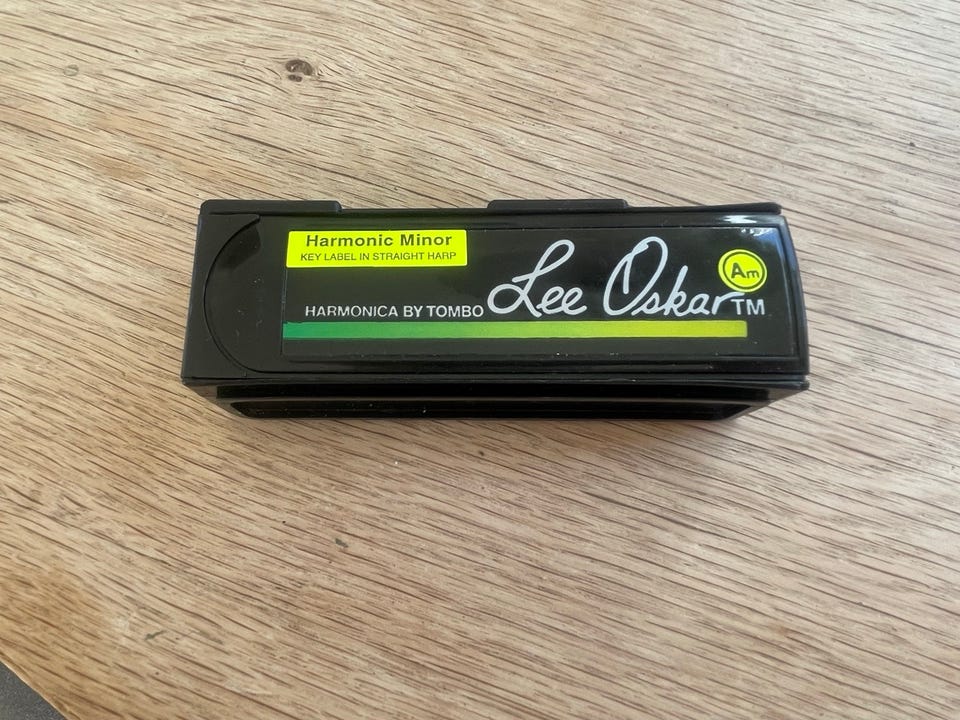 Harmonic Minor
KEY LABEL IN STRAIGHT HARP
HARMONICA BY TOMBO Lee Oskar TM
Am